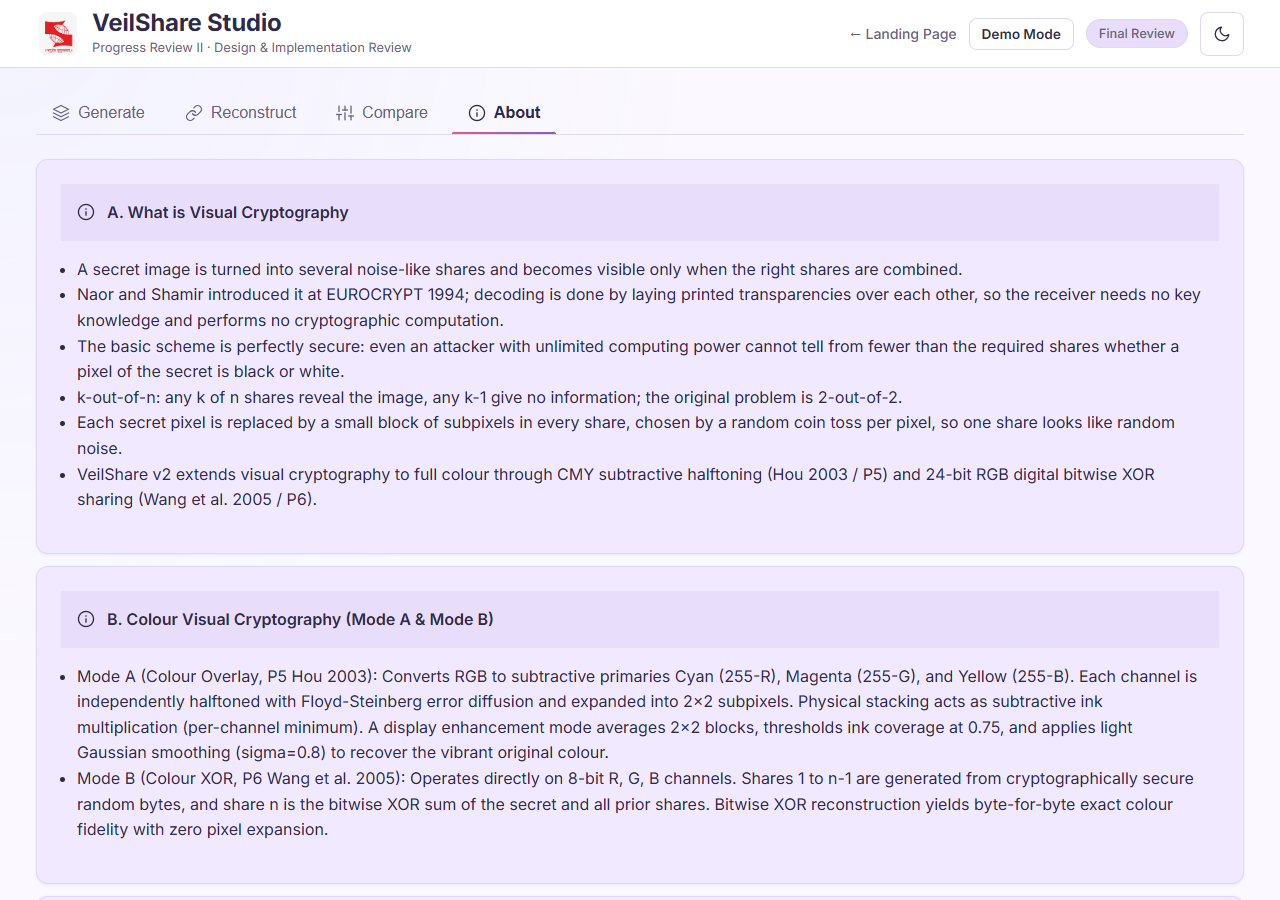 VeilShare Studio
Progress Review II · Design & Implementation Review
← Landing Page
Demo Mode
Final Review
Generate
Reconstruct
Compare
About
A. What is Visual Cryptography
• A secret image is turned into several noise-like shares and becomes visible only when the right shares are combined.
• Naor and Shamir introduced it at EUROCRYPT 1994; decoding is done by laying printed transparencies over each other, so the receiver needs no key
knowledge and performs no cryptographic computation.
• The basic scheme is perfectly secure: even an attacker with unlimited computing power cannot tell from fewer than the required shares whether a
pixel of the secret is black or white.
• k-out-of-n: any k of n shares reveal the image, any k-1 give no information; the original problem is 2-out-of-2.
• Each secret pixel is replaced by a small block of subpixels in every share, chosen by a random coin toss per pixel, so one share looks like random
noise.
• VeilShare v2 extends visual cryptography to full colour through CMY subtractive halftoning (Hou 2003 / P5) and 24-bit RGB digital bitwise XOR
sharing (Wang et al. 2005 / P6).
B. Colour Visual Cryptography (Mode A & Mode B)
• Mode A (Colour Overlay, P5 Hou 2003): Converts RGB to subtractive primaries Cyan (255-R), Magenta (255-G), and Yellow (255-B). Each channel is
independently halftoned with Floyd-Steinberg error diffusion and expanded into 2×2 subpixels. Physical stacking acts as subtractive ink
multiplication (per-channel minimum). A display enhancement mode averages 2×2 blocks, thresholds ink coverage at 0.75, and applies light
Gaussian smoothing (sigma=0.8) to recover the vibrant original colour.
• Mode B (Colour XOR, P6 Wang et al. 2005): Operates directly on 8-bit R, G, B channels. Shares 1 to n-1 are generated from cryptographically secure
random bytes, and share n is the bitwise XOR sum of the secret and all prior shares. Bitwise XOR reconstruction yields byte-for-byte exact colour
fidelity with zero pixel expansion.